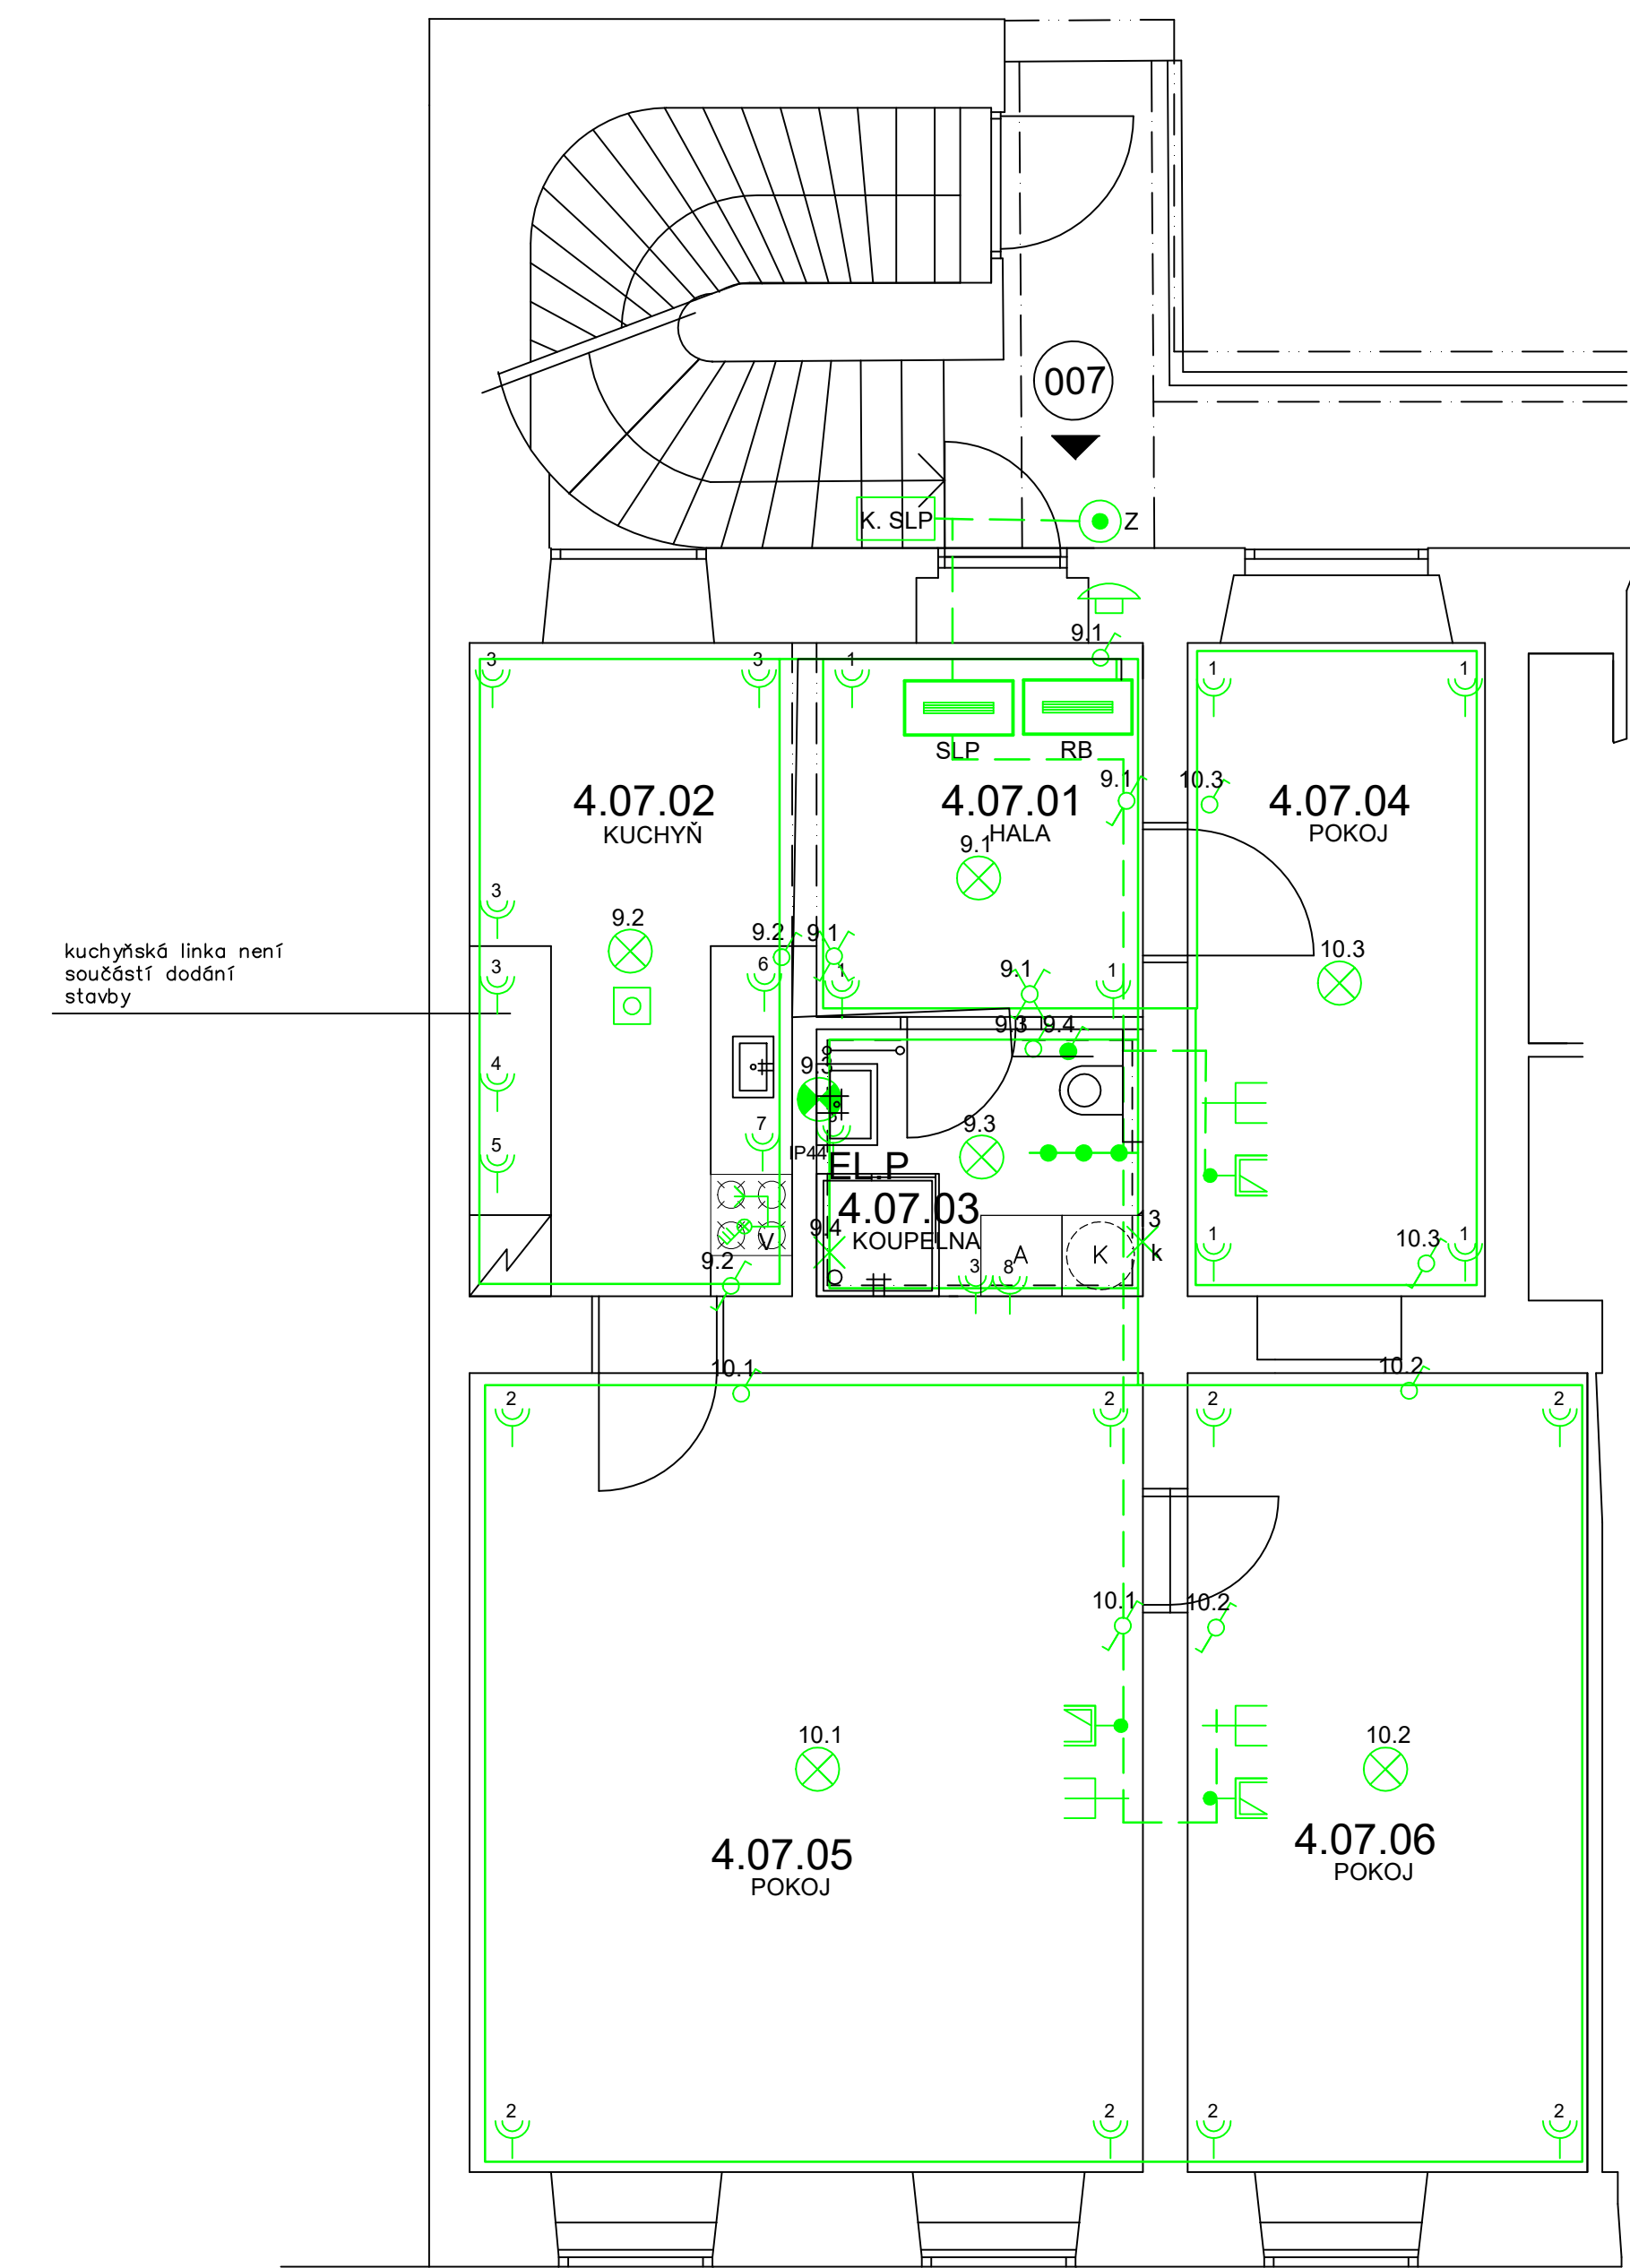 007
K. SLP
Z
9.1
3
3
1
1
1
SLP
RB
9.1
10.3
4.07.02
KUCHYŇ
4.07.01
HALA
4.07.04
POKOJ
9.1
3
9.2
9.2
9.1
10.3
kuchyňská linka není
součástí dodání
stavby
3
6
1
9.1
1
9.3
9.4
4
9.3
5
7
3
9.3
IP44
EL.P
4.07.03
KOUPELNA
9.4
13
k
V
A
K
3
8
1
10.3
1
9.2
10.1
10.2
2
2
2
2
10.1
10.2
10.1
10.2
4.07.05
POKOJ
4.07.06
POKOJ
2
2
2
2